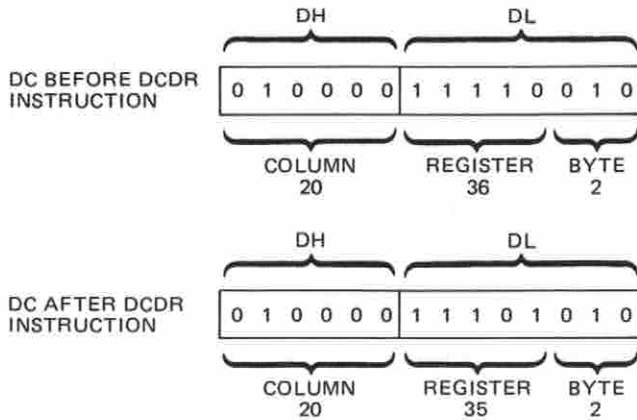 DH DL
DC BEFORE DCDR
INSTRUCTION
0 1 0 0 0 0 1 1 1 1 0 0 1 0
COLUMN REGISTER BYTE
20 36 2
DH DL
DC AFTER DCDR
INSTRUCTION
0 1 0 0 0 0 1 1 1 0 1 0 1 0
COLUMN REGISTER BYTE
20 35 2